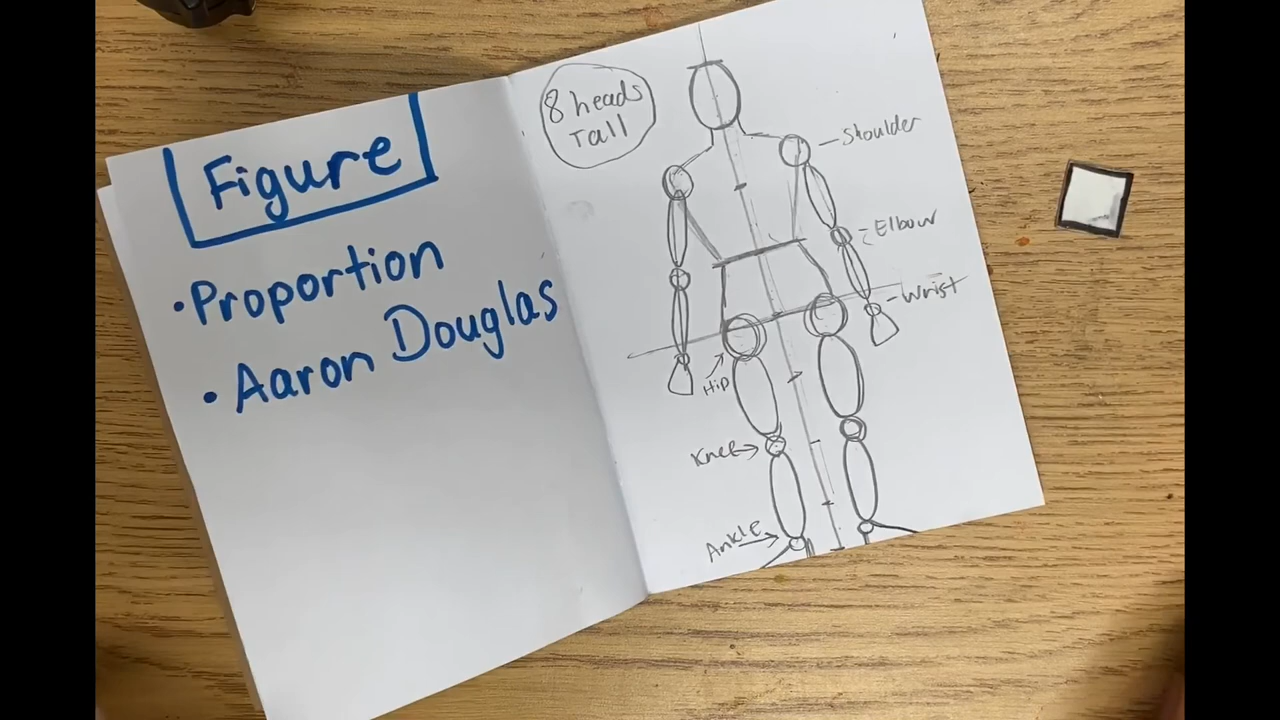 Figure
• Proportion
• Aaron Douglas
8 heads
Tall
Shoulder
Elbow
Wrist
Hip
Knee
Ankle